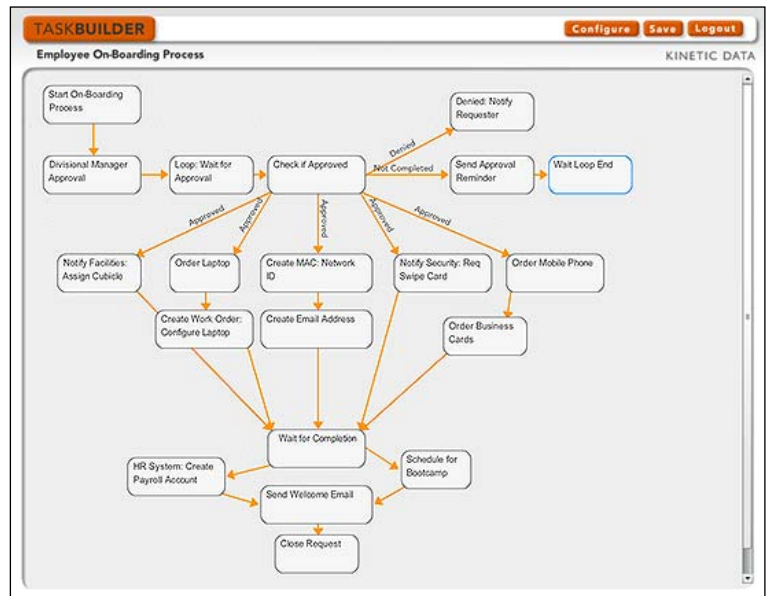 TASKBUILDER
Configure Save Logout
Employee On-Boarding Process
KINETIC DATA
Start On-Boarding
Process
Denied: Notify
Requester
Denied
Divisional Manager
Approval
Loop: Wait for
Approval
Check if Approved
Not Completed
Send Approval
Reminder
Wait Loop End
Approved
Approved
Approved
Approved
Approved
Notify Facilities:
Assign Cubicle
Order Laptop
Create MAC: Network
ID
Notify Security: Req
Swipe Card
Order Mobile Phone
Create Work Order:
Configure Laptop
Create Email Address
Order Business
Cards
Wait for Completion
HR System: Create
Payroll Account
Schedule for
Bootcamp
Send Welcome Email
Close Request